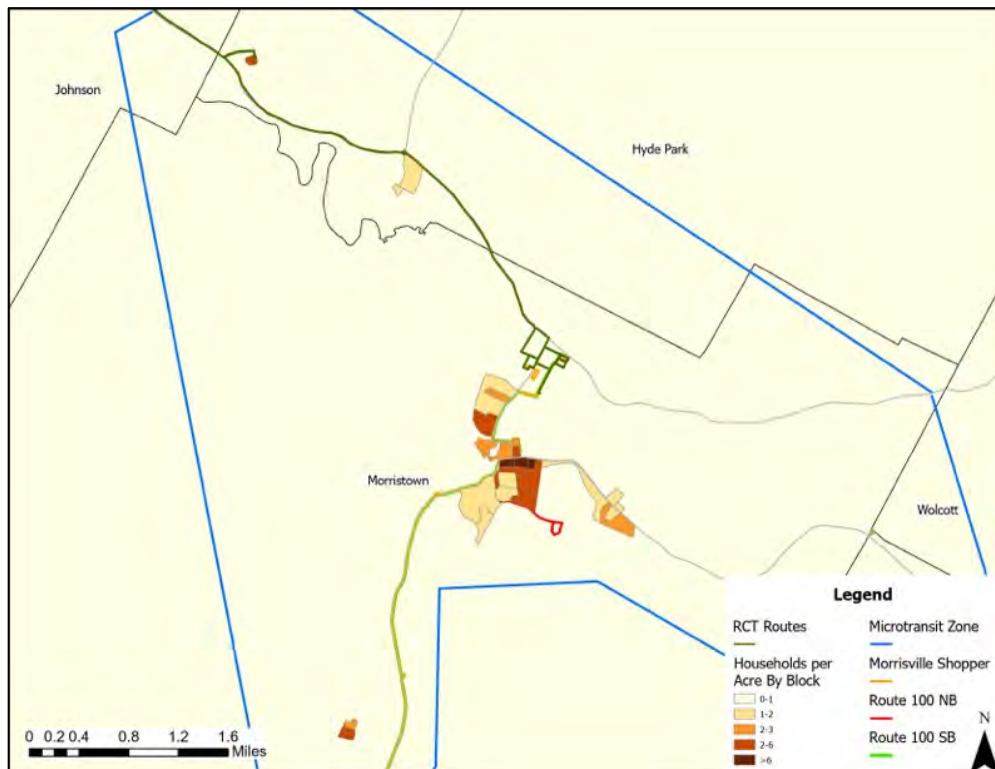 Johnson
Hyde Park
Morristown
Wolcott
Legend
RCT Routes
Households per
Acre By Block
0-1
1-2
2-3
2-6
>6
Microtransit Zone
Morrisville Shopper
Route 100 NB
Route 100 SB
N
0 0.2 0.4 0.8 1.2 1.6
Miles